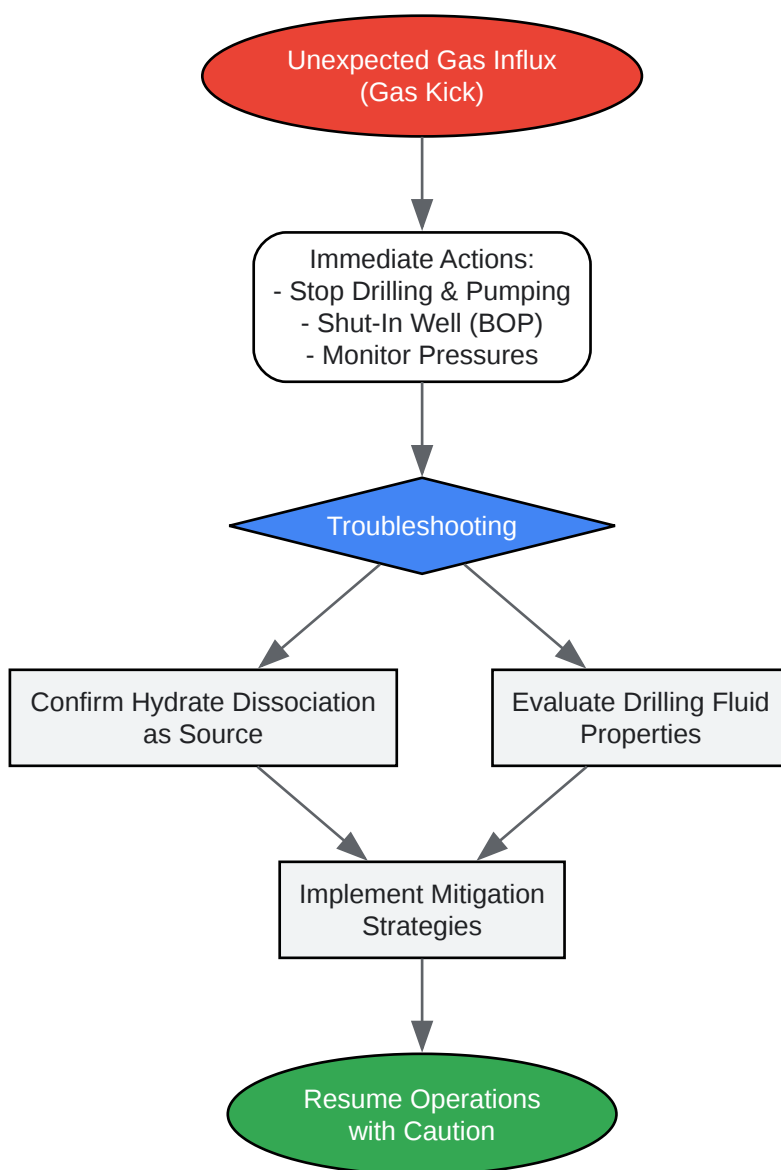 Unexpected Gas Influx
(Gas Kick)
Immediate Actions:
- Stop Drilling & Pumping
- Shut-In Well (BOP)
- Monitor Pressures
Troubleshooting
Confirm Hydrate Dissociation
as Source
Evaluate Drilling Fluid
Properties
Implement Mitigation
Strategies
Resume Operations
with Caution